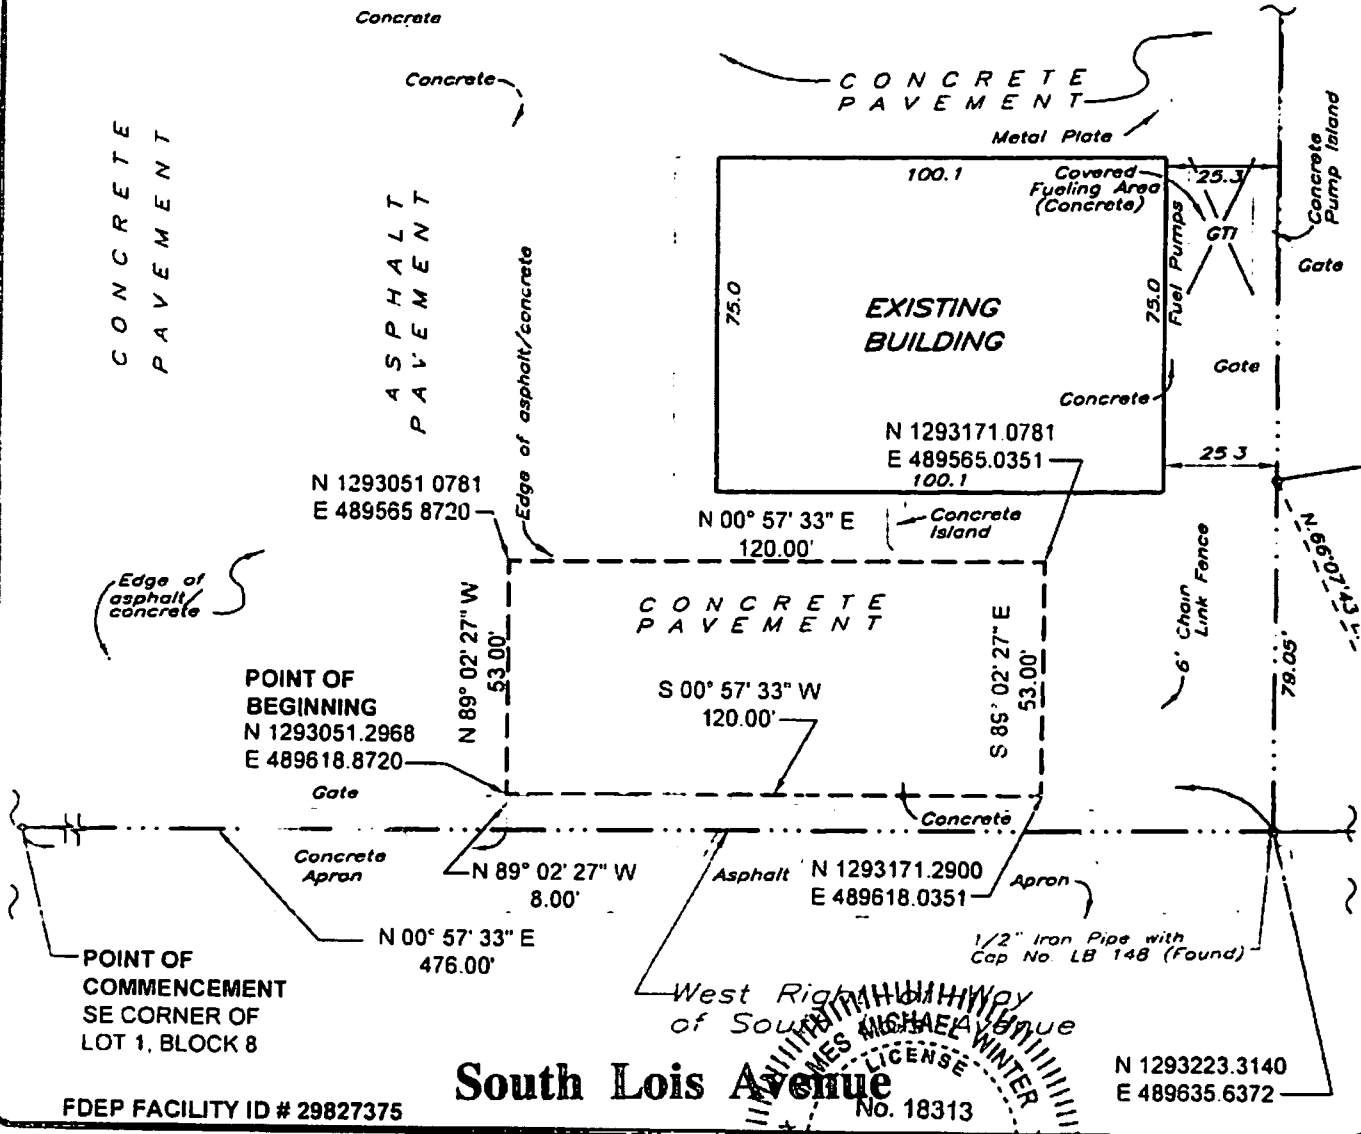 Concrete
Concrete
CONCRETE
PAVEMENT
Metal Plate
CONCRETE
PAVEMENT
ASPHALT
PAVEMENT
Edge of asphalt/concrete
100.1
Covered
Fueling Area
(Concrete)
25.3
GTI
Fuel Pumps
Concrete
Pump Island
Gate
75.0
EXISTING
BUILDING
75.0
Gate
Concrete
N 1293171.0781
E 489565.0351
100.1
25 3
N 1293051 0781
E 489565 8720
N 00° 57' 33" E
120.00'
Concrete
Island
N.66°07'43
6' Chain
Link Fence
79.05'
Edge of
asphalt/
concrete
CONCRETE
PAVEMENT
N 89° 02' 27" W
53.00'
S 89° 02' 27" E
53.00'
S 00° 57' 33" W
120.00'
POINT OF
BEGINNING
N 1293051.2968
E 489618.8720
Gate
Concrete
Concrete
Apron
N 89° 02' 27" W
8.00'
Asphalt
N 1293171.2900
E 489618.0351
Apron
N 00° 57' 33" E
476.00'
1/2" Iron Pipe with
Cap No. LB 148 (Found)
POINT OF
COMMENCEMENT
SE CORNER OF
LOT 1, BLOCK 8
West Right-of-Way
of South Avenue
MICHAEL WINTER
LICENSE
No. 18313
South Lois Avenue
N 1293223.3140
E 489635.6372
FDEP FACILITY ID # 29827375